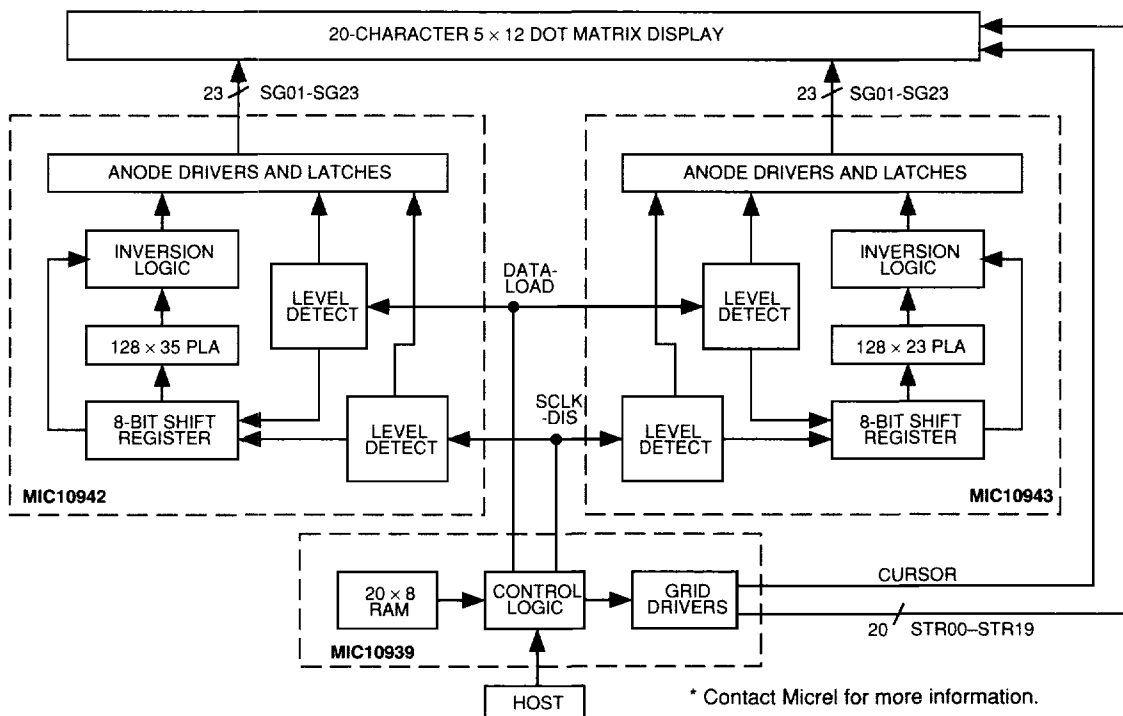 20-CHARACTER 5 × 12 DOT MATRIX DISPLAY
23 SG01-SG23
23 SG01-SG23
ANODE DRIVERS AND LATCHES
ANODE DRIVERS AND LATCHES
INVERSION
LOGIC
LEVEL
DETECT
DATA-
LOAD
LEVEL
DETECT
INVERSION
LOGIC
128 × 35 PLA
128 × 23 PLA
8-BIT SHIFT
REGISTER
LEVEL
DETECT
SCLK
-DIS
LEVEL
DETECT
8-BIT SHIFT
REGISTER
MIC10942
MIC10943
20 × 8
RAM
CONTROL
LOGIC
GRID
DRIVERS
CURSOR
20 STR00–STR19
MIC10939
HOST
* Contact Micrel for more information.